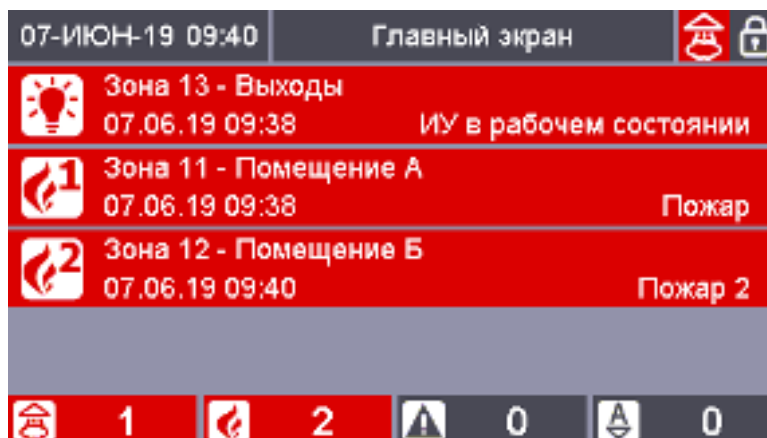 07-ИЮН-19 09:40 Главный экран
Зона 13 - Выходы
07.06.19 09:38 ИУ в рабочем состоянии
1 Зона 11 - Помещение А
07.06.19 09:38 Пожар
2 Зона 12 - Помещение Б
07.06.19 09:40 Пожар 2
1 2 0 А 0